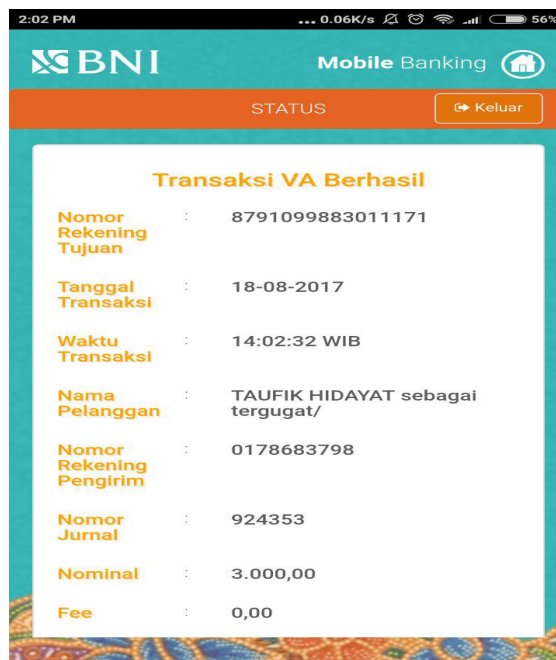 2:02 PM ... 0.06K/s 56%
BNI Mobile Banking
STATUS Keluar
Transaksi VA Berhasil
Nomor Rekening Tujuan : 8791099883011171
Tanggal Transaksi : 18-08-2017
Waktu Transaksi : 14:02:32 WIB
Nama Pelanggan : TAUFIK HIDAYAT sebagai tergugat/
Nomor Rekening Pengirim : 0178683798
Nomor Jurnal : 924353
Nominal : 3.000,00
Fee : 0,00